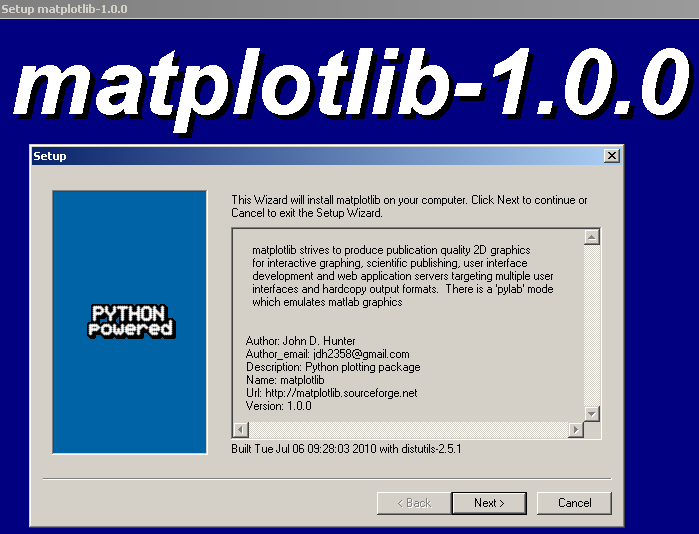 Setup matplotlib-1.0.0
matplotlib-1.0.0
Setup
This Wizard will install matplotlib on your computer. Click Next to continue or
Cancel to exit the Setup Wizard.
matplotlib strives to produce publication quality 2D graphics
for interactive graphing, scientific publishing, user interface
development and web application servers targeting multiple user
interfaces and hardcopy output formats.  There is a 'pylab' mode
which emulates matlab graphics
PYTHON
powered
Author: John D. Hunter
Author_email: jdh2358@gmail.com
Description: Python plotting package
Name: matplotlib
Url: http://matplotlib.sourceforge.net
Version: 1.0.0
Built Tue Jul 06 09:28:03 2010 with distutils-2.5.1
< Back
Next >
Cancel